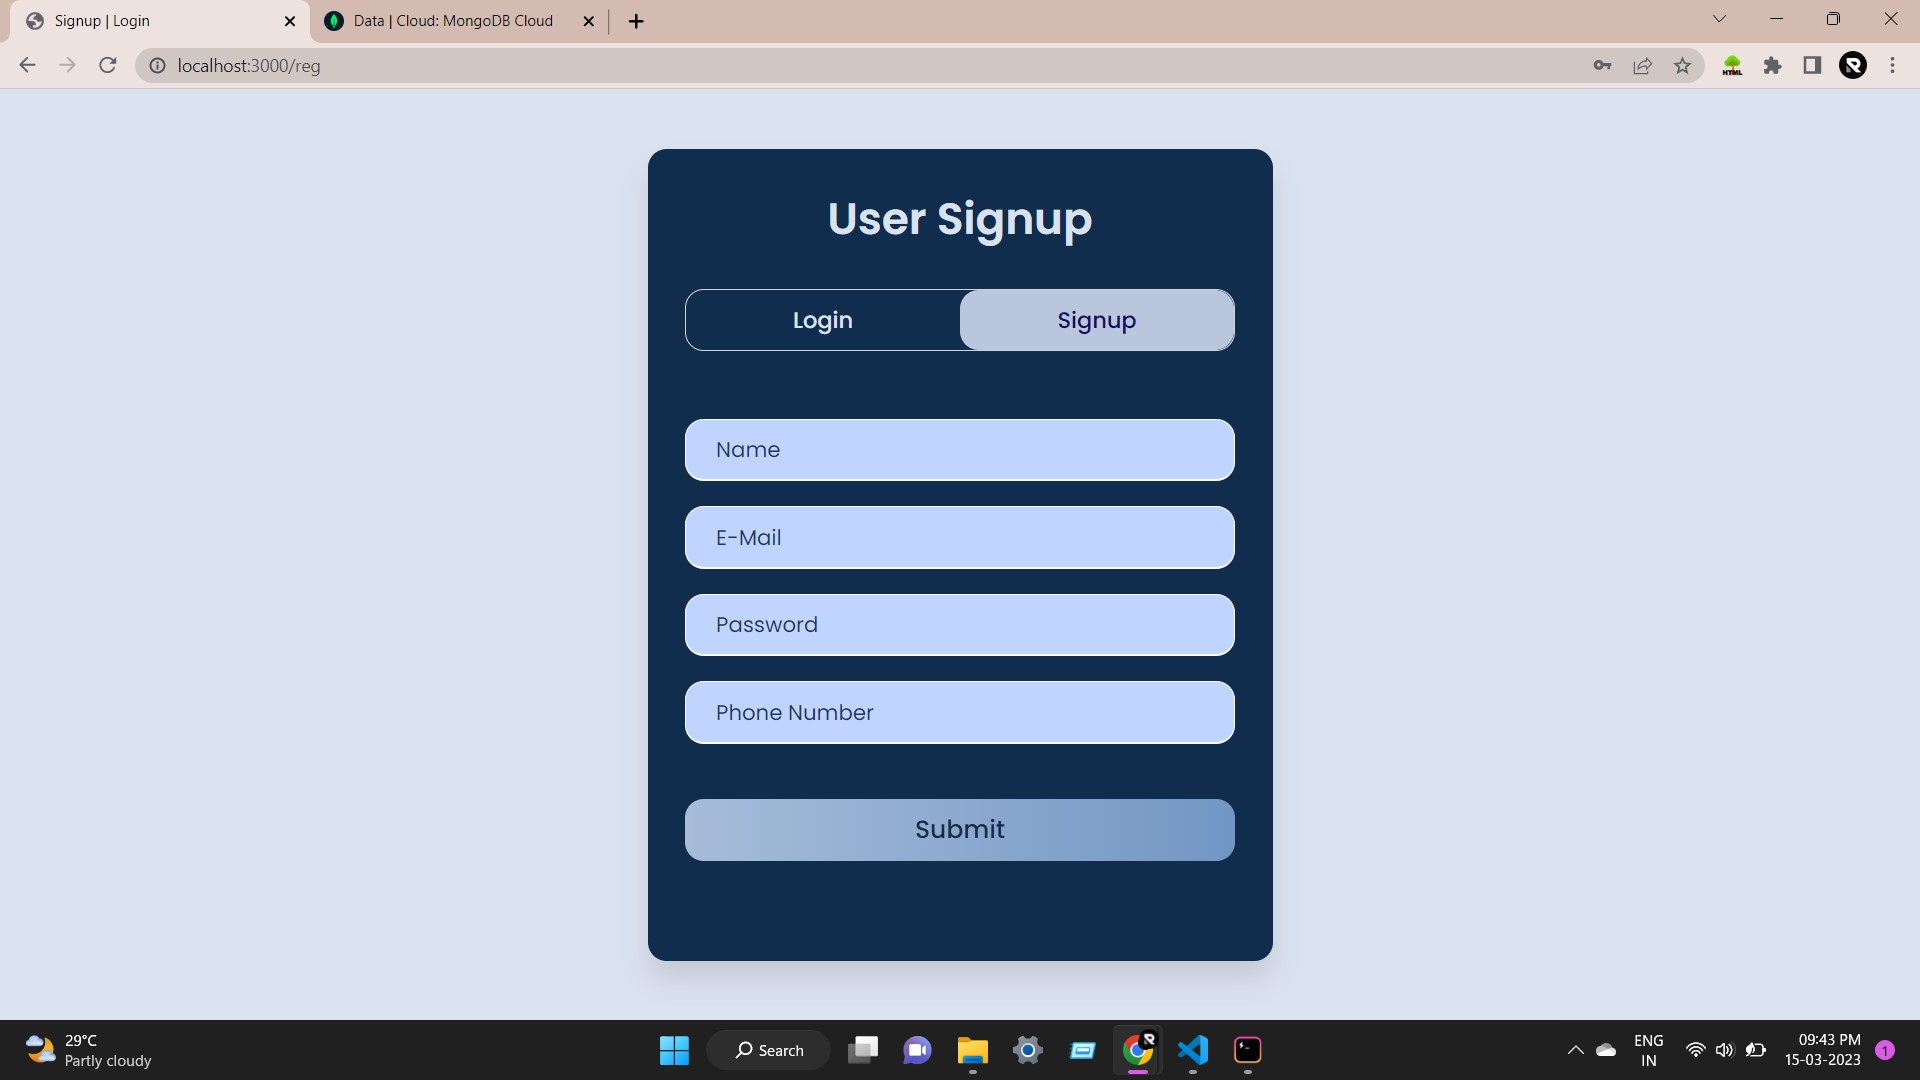 Signup | Login
Data | Cloud: MongoDB Cloud
localhost:3000/reg
HTML
R
User Signup
Login
Signup
Name
E-Mail
Password
Phone Number
Submit
29°C
Partly cloudy
Search
R
ENG
IN
09:43 PM
15-03-2023
1